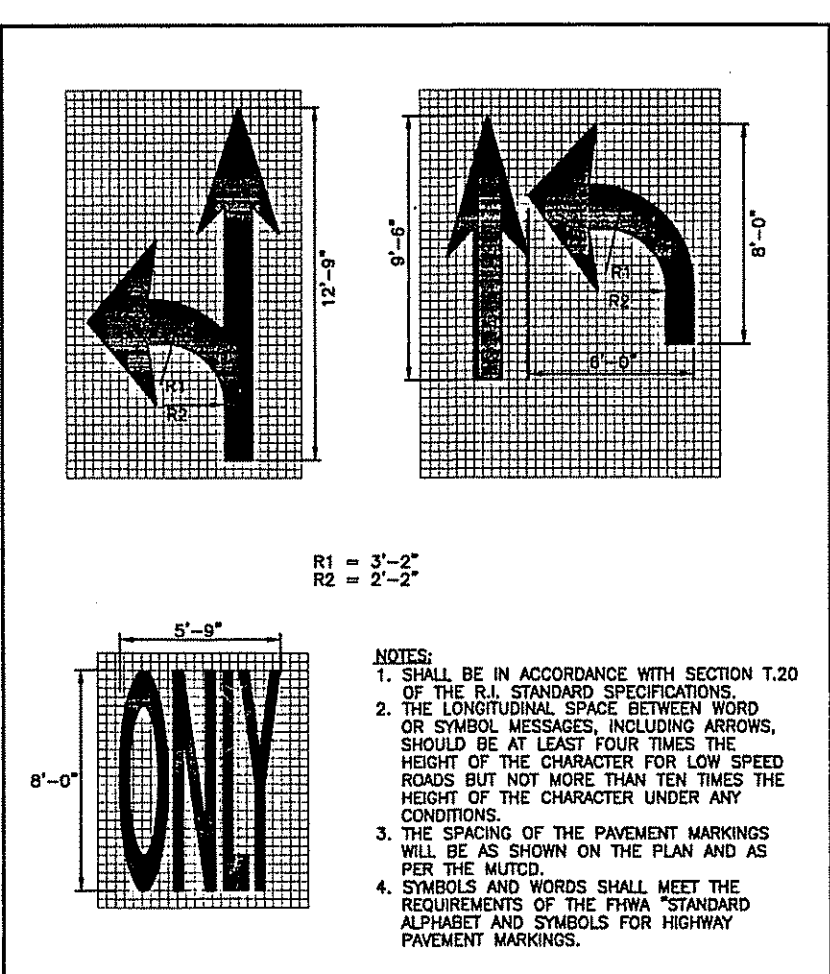 12'-9"
R1
R2
9'-6"
8'-0"
R1
R2
6'-0"
R1 = 3'-2"
R2 = 2'-2"
5'-9"
8'-0"
ONLY
NOTES:
1. SHALL BE IN ACCORDANCE WITH SECTION T.20
OF THE R.I. STANDARD SPECIFICATIONS.
2. THE LONGITUDINAL SPACE BETWEEN WORD
OR SYMBOL MESSAGES, INCLUDING ARROWS,
SHOULD BE AT LEAST FOUR TIMES THE
HEIGHT OF THE CHARACTER FOR LOW SPEED
ROADS BUT NOT MORE THAN TEN TIMES THE
HEIGHT OF THE CHARACTER UNDER ANY
CONDITIONS.
3. THE SPACING OF THE PAVEMENT MARKINGS
WILL BE AS SHOWN ON THE PLAN AND AS
PER THE MUTCD.
4. SYMBOLS AND WORDS SHALL MEET THE
REQUIREMENTS OF THE FHWA "STANDARD
ALPHABET AND SYMBOLS FOR HIGHWAY
PAVEMENT MARKINGS.